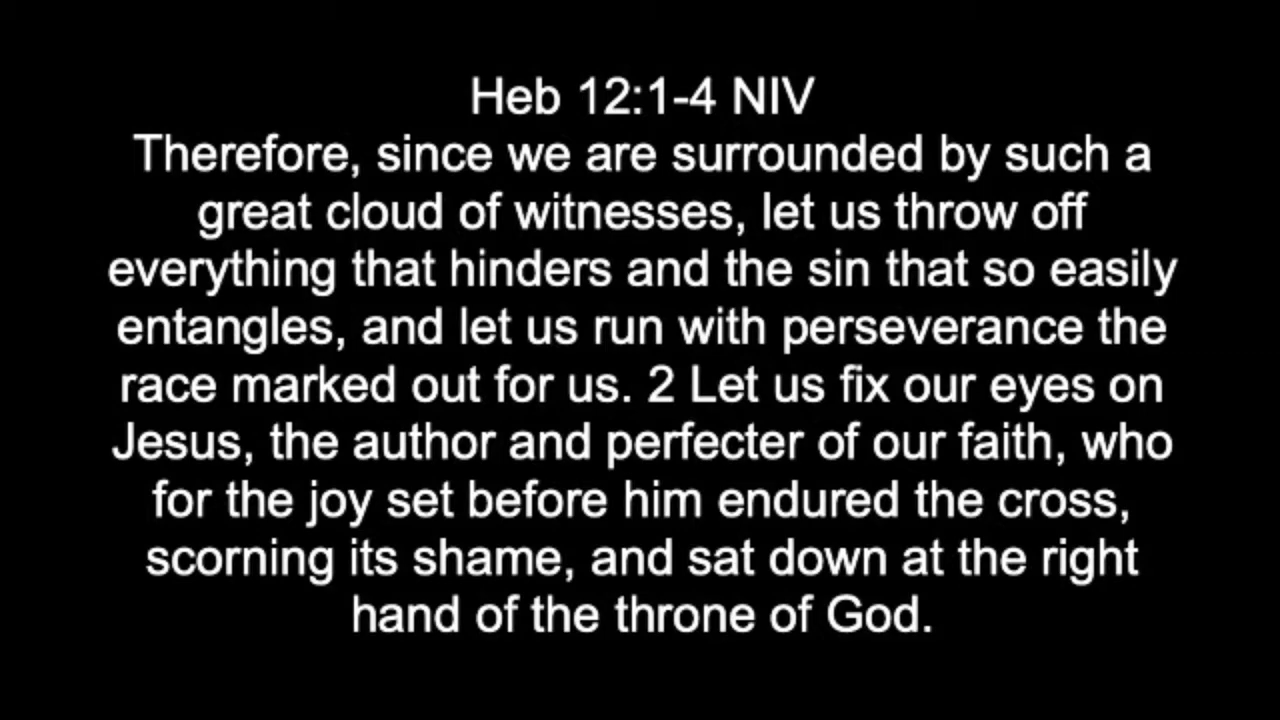 Heb 12:1-4 NIV
Therefore, since we are surrounded by such a
great cloud of witnesses, let us throw off
everything that hinders and the sin that so easily
entangles, and let us run with perseverance the
race marked out for us. 2 Let us fix our eyes on
Jesus, the author and perfecter of our faith, who
for the joy set before him endured the cross,
scorning its shame, and sat down at the right
hand of the throne of God.